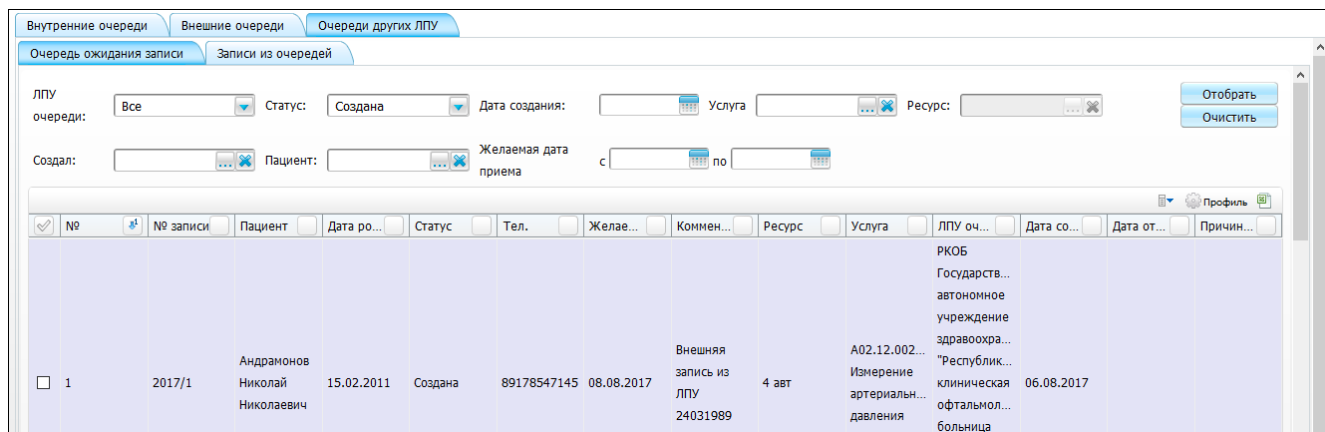 Внутренние очереди Внешние очереди Очереди других ЛПУ
Очередь ожидания записи Записи из очередей
ЛПУ очереди: Все Статус: Создана Дата создания: Услуга ... Ресурс: ... Отобрать
Очистить
Создал: ... Пациент: ... Желаемая дата приема с по
Профиль
№ 1 № записи Пациент Дата ро... Статус Тел. Желае... Коммен... Ресурс Услуга ЛПУ оч... Дата со... Дата от... Причин...
1
2017/1
Андрамонов
Николай
Николаевич
15.02.2011
Создана
89178547145
08.08.2017
Внешняя
запись из
ЛПУ
24031989
4 авт
A02.12.002...
Измерение
артериальн...
давления
РКОБ
Государств...
автономное
учреждение
здравоохра...
"Республик...
клиническая
офтальмол...
больница
06.08.2017